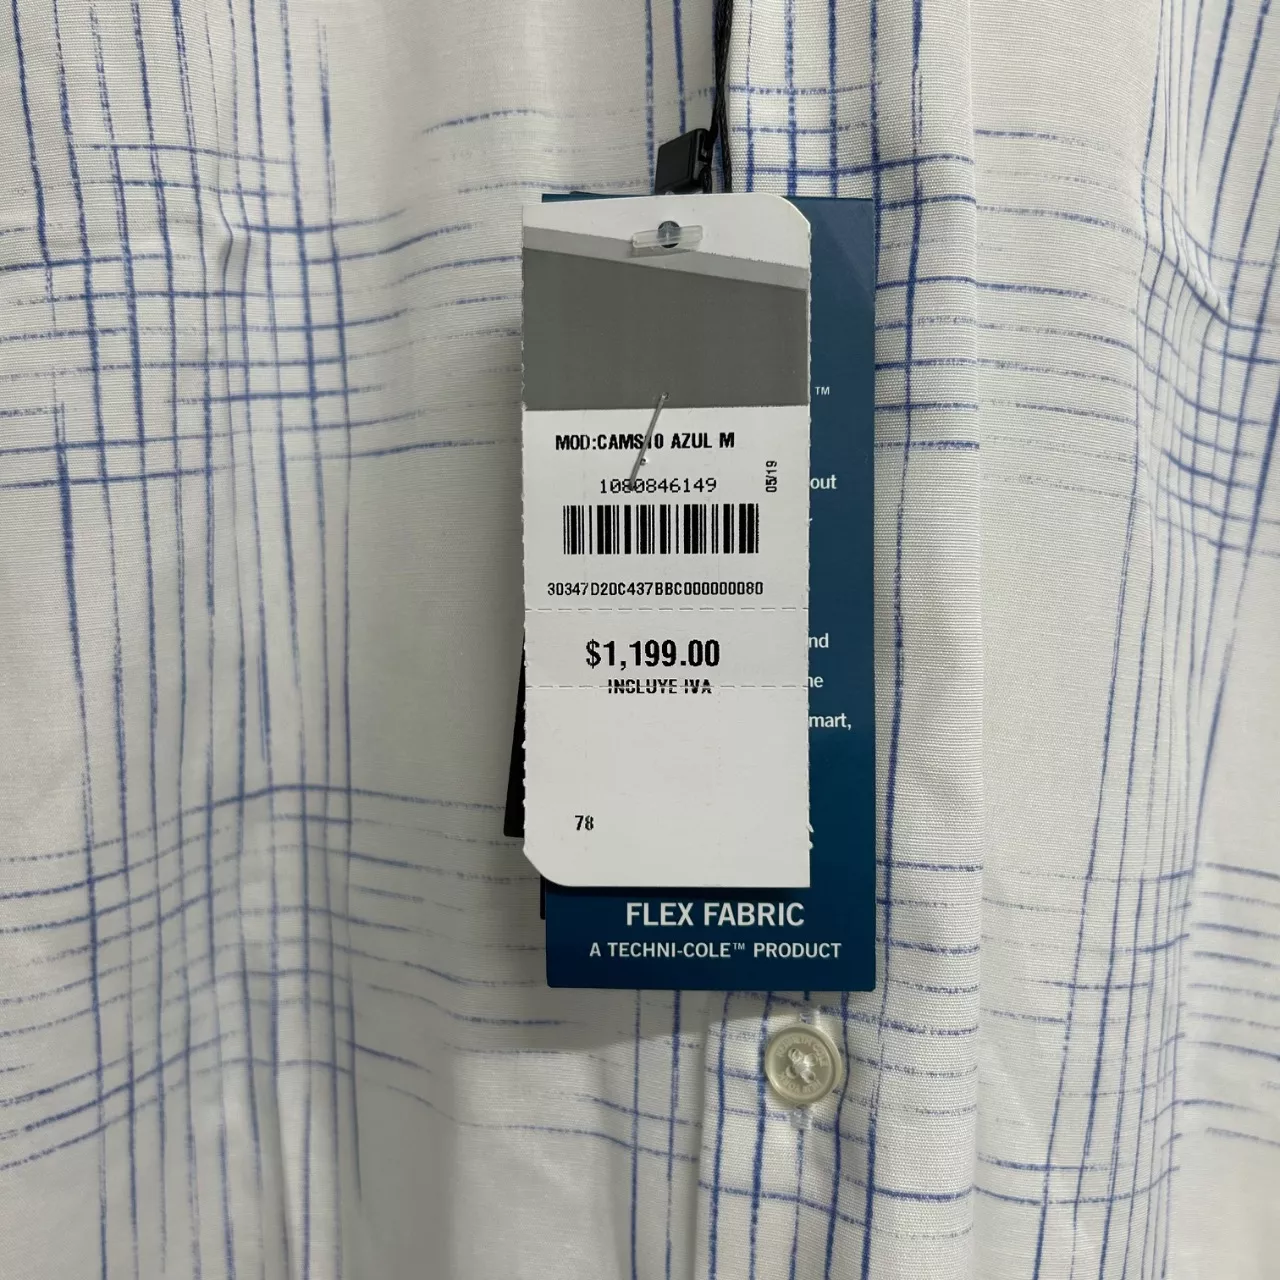 MOD:CAMS10 AZUL M
1080846149
05/19
30347D20C437BBC000000080
$1,199.00
INCLUYE IVA
78
™
out
nd
mart,
FLEX FABRIC
A TECHNI-COLE™ PRODUCT